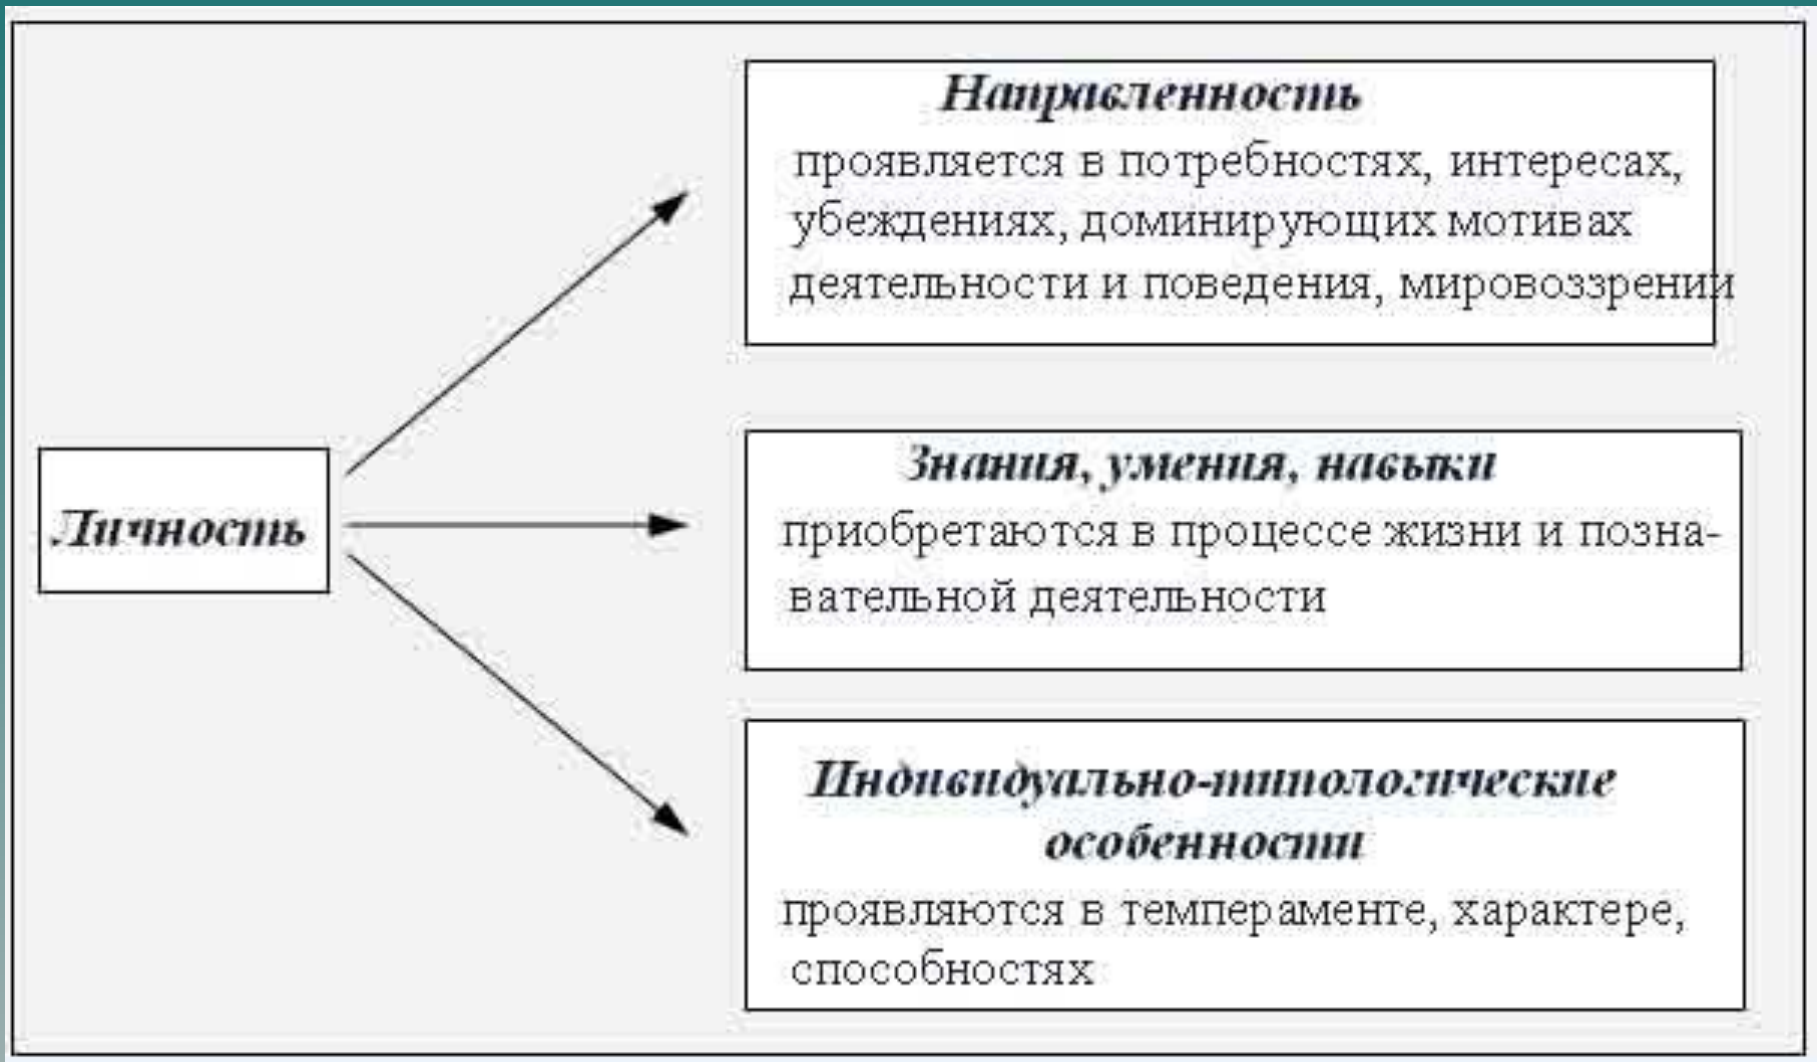 Личность
Направленность
проявляется в потребностях, интересах,
убеждениях, доминирующих мотивах
деятельности и поведения, мировоззрении
Знания, умения, навыки
приобретаются в процессе жизни и позна-
вательной деятельности
Индивидуально-типологические
особенности
проявляются в темпераменте, характере,
способностях